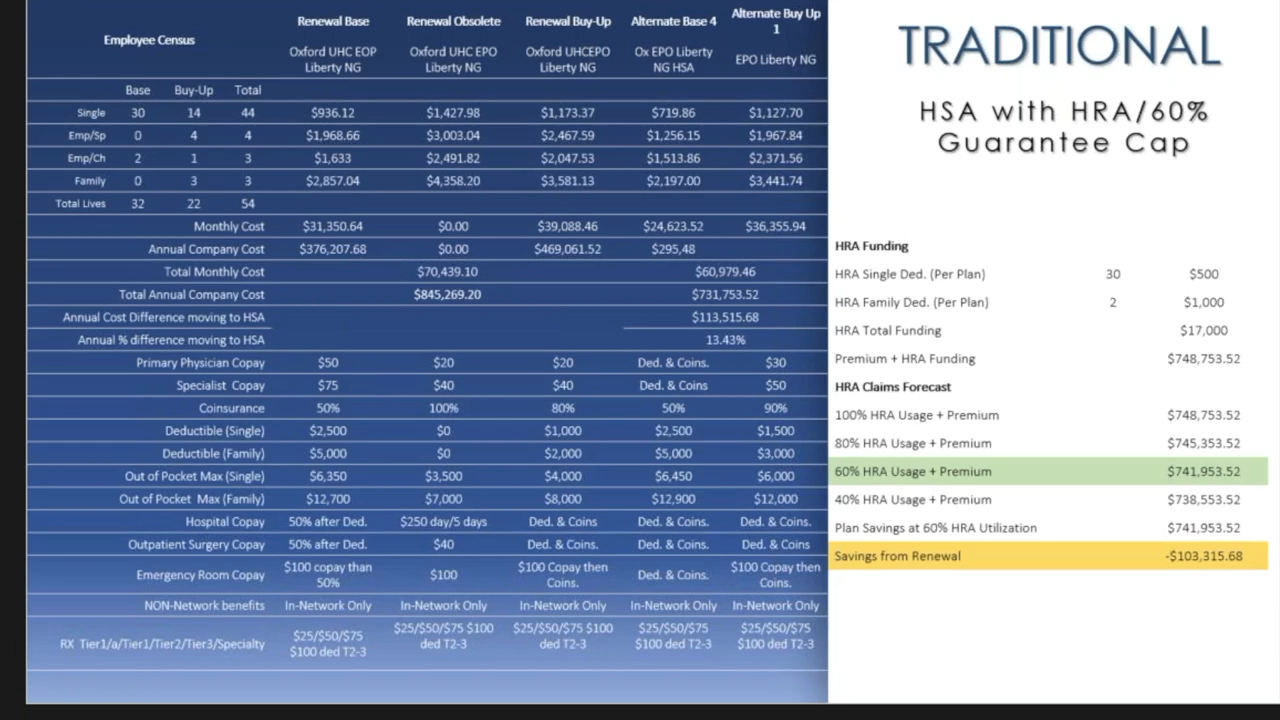 Employee Census
Renewal Base Renewal Obsolete Renewal Buy-Up Alternate Base 4 Alternate Buy Up 1
Oxford UHC EOP Liberty NG Oxford UHC EPO Liberty NG Oxford UHCEPO Liberty NG Ox EPO Liberty NG HSA EPO Liberty NG
Base Buy-Up Total
Single 30 14 44 $936.12 $1,427.98 $1,173.37 $719.86 $1,127.70
Emp/Sp 0 4 4 $1,968.66 $3,003.04 $2,467.59 $1,256.15 $1,967.84
Emp/Ch 2 1 3 $1,633 $2,491.82 $2,047.53 $1,513.86 $2,371.56
Family 0 3 3 $2,857.04 $4,358.20 $3,581.13 $2,197.00 $3,441.74
Total Lives 32 22 54
Monthly Cost $31,350.64 $0.00 $39,088.46 $24,623.52 $36,355.94
Annual Company Cost $376,207.68 $0.00 $469,061.52 $295,48
Total Monthly Cost $70,439.10 $60,979.46
Total Annual Company Cost $845,269.20 $731,753.52
Annual Cost Difference moving to HSA $113,515.68
Annual % difference moving to HSA 13.43%
Primary Physician Copay $50 $20 $20 Ded. & Coins. $30
Specialist Copay $75 $40 $40 Ded. & Coins $50
Coinsurance 50% 100% 80% 50% 90%
Deductible (Single) $2,500 $0 $1,000 $2,500 $1,500
Deductible (Family) $5,000 $0 $2,000 $5,000 $3,000
Out of Pocket Max (Single) $6,350 $3,500 $4,000 $6,450 $6,000
Out of Pocket Max (Family) $12,700 $7,000 $8,000 $12,900 $12,000
Hospital Copay 50% after Ded. $250 day/5 days Ded. & Coins Ded. & Coins. Ded. & Coins.
Outpatient Surgery Copay 50% after Ded. $40 Ded. & Coins. Ded. & Coins. Ded. & Coins
Emergency Room Copay $100 copay than 50% $100 $100 Copay then Coins. Ded. & Coins. $100 Copay then Coins.
NON-Network benefits In-Network Only In-Network Only In-Network Only In-Network Only In-Network Only
RX Tier1/a/Tier1/Tier2/Tier3/Specialty $25/$50/$75 $100 ded T2-3 $25/$50/$75 $100 ded T2-3 $25/$50/$75 $100 ded T2-3 $25/$50/$75 $100 ded T2-3 $25/$50/$75 $100 ded T2-3
TRADITIONAL
HSA with HRA/60%
Guarantee Cap
HRA Funding
HRA Single Ded. (Per Plan) 30 $500
HRA Family Ded. (Per Plan) 2 $1,000
HRA Total Funding $17,000
Premium + HRA Funding $748,753.52
HRA Claims Forecast
100% HRA Usage + Premium $748,753.52
80% HRA Usage + Premium $745,353.52
60% HRA Usage + Premium $741,953.52
40% HRA Usage + Premium $738,553.52
Plan Savings at 60% HRA Utilization $741,953.52
Savings from Renewal -$103,315.68